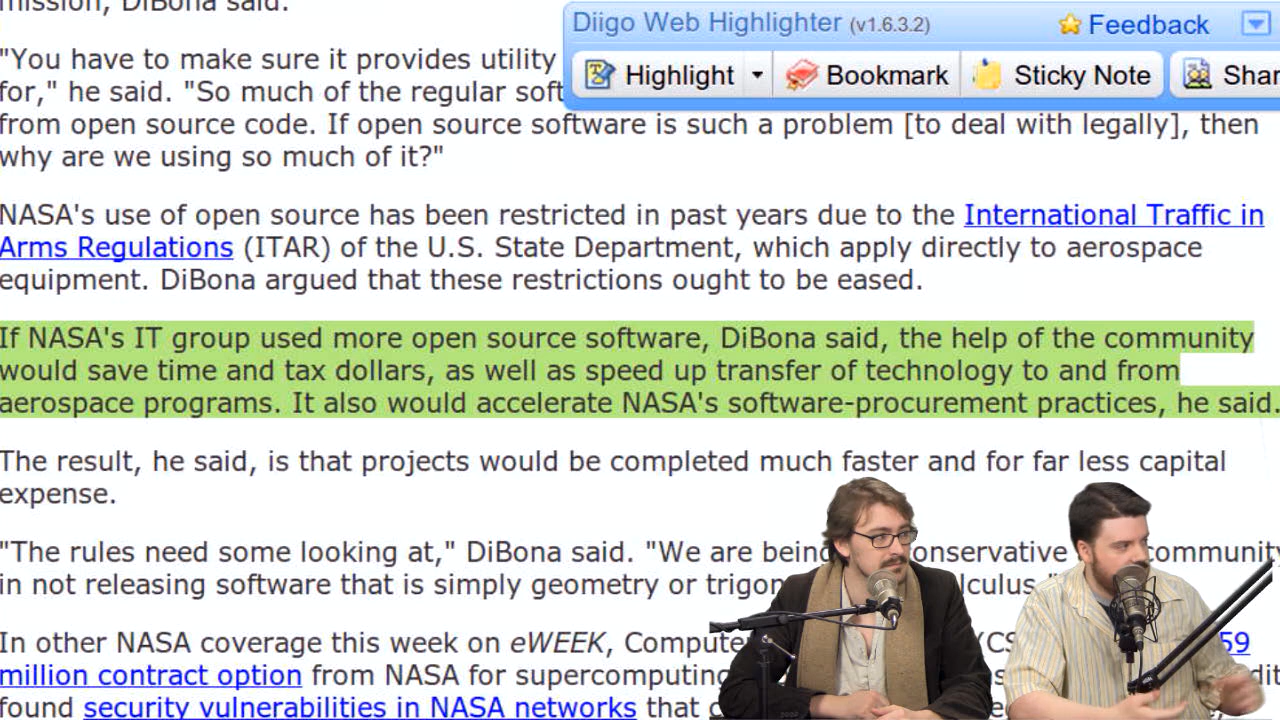 mission, DiBona said.
Diigo Web Highlighter (v1.6.3.2)
Feedback
Highlight
Bookmark
Sticky Note
"You have to make sure it provides utility
for," he said. "So much of the regular
from open source code. If open source software is such a problem [to deal with legally], then
why are we using so much of it?"
NASA's use of open source has been restricted in past years due to the International Traffic in
Arms Regulations (ITAR) of the U.S. State Department, which apply directly to aerospace
equipment. DiBona argued that these restrictions ought to be eased.
If NASA's IT group used more open source software, DiBona said, the help of the community
would save time and tax dollars, as well as speed up transfer of technology to and from
aerospace programs. It also would accelerate NASA's software-procurement practices, he said.
The result, he said, is that projects would be completed much faster and for far less capital
expense.
"The rules need some looking at," DiBona said. "We are being community
in not releasing software that is simply geometry or
In other NASA coverage this week on eWEEK,
million contract option from NASA for supercomputing
found security vulnerabilities in NASA networks that